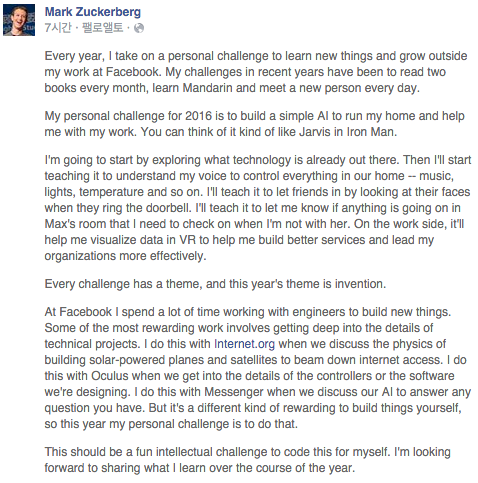 Mark Zuckerberg
7시간 · 팰로앨토 ·
Every year, I take on a personal challenge to learn new things and grow outside
my work at Facebook. My challenges in recent years have been to read two
books every month, learn Mandarin and meet a new person every day.
My personal challenge for 2016 is to build a simple AI to run my home and help
me with my work. You can think of it kind of like Jarvis in Iron Man.
I'm going to start by exploring what technology is already out there. Then I'll start
teaching it to understand my voice to control everything in our home -- music,
lights, temperature and so on. I'll teach it to let friends in by looking at their faces
when they ring the doorbell. I'll teach it to let me know if anything is going on in
Max's room that I need to check on when I'm not with her. On the work side, it'll
help me visualize data in VR to help me build better services and lead my
organizations more effectively.
Every challenge has a theme, and this year's theme is invention.
At Facebook I spend a lot of time working with engineers to build new things.
Some of the most rewarding work involves getting deep into the details of
technical projects. I do this with Internet.org when we discuss the physics of
building solar-powered planes and satellites to beam down internet access. I do
this with Oculus when we get into the details of the controllers or the software
we're designing. I do this with Messenger when we discuss our AI to answer any
question you have. But it's a different kind of rewarding to build things yourself,
so this year my personal challenge is to do that.
This should be a fun intellectual challenge to code this for myself. I'm looking
forward to sharing what I learn over the course of the year.